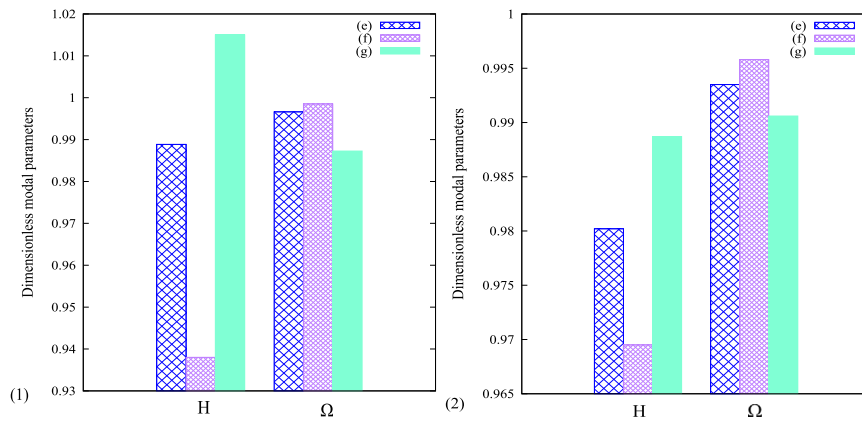 1.02
1.01
1
0.99
0.98
0.97
0.96
0.95
0.94
0.93
Dimensionless modal parameters
(e)
(f)
(g)
H
Ω
(1)
1
0.995
0.99
0.985
0.98
0.975
0.97
0.965
Dimensionless modal parameters
(e)
(f)
(g)
H
Ω
(2)